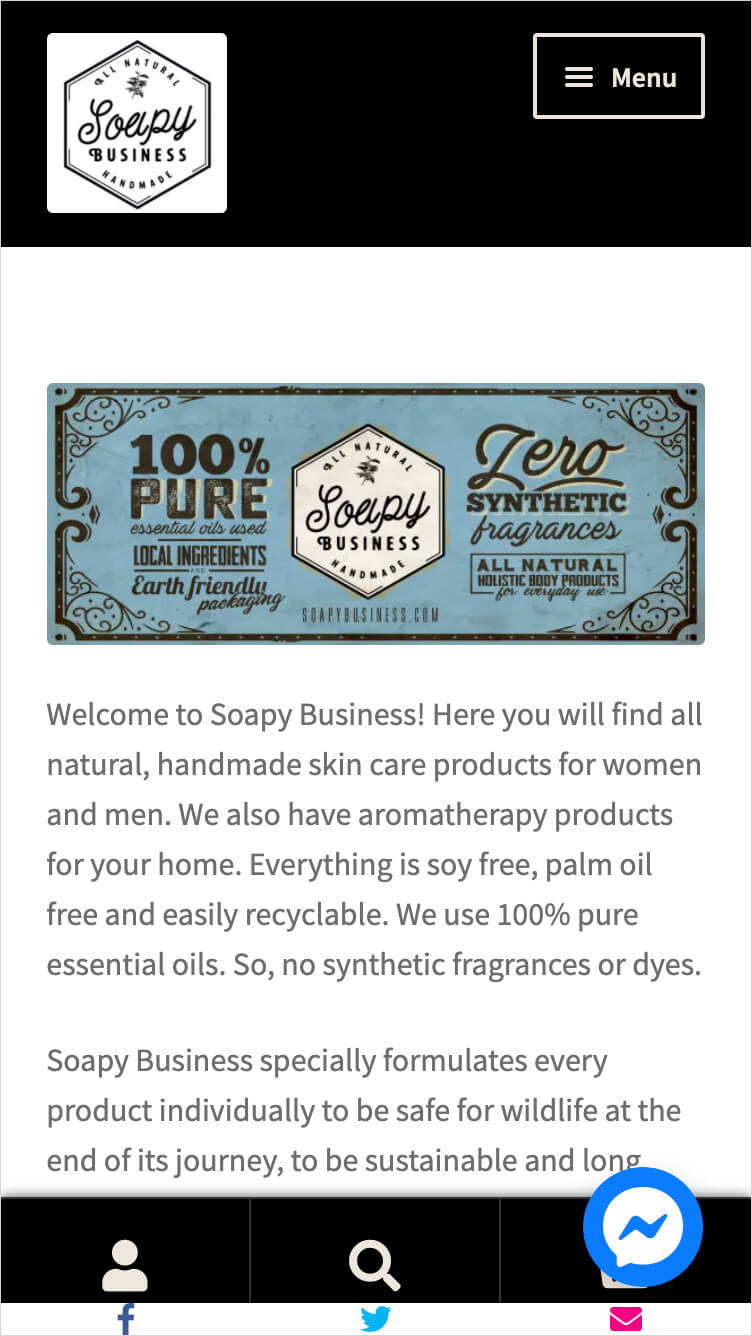 ALL NATURAL
Soapy
BUSINESS
HANDMADE
Menu
100%
PURE
essential oils used
LOCAL INGREDIENTS
AND
Earth friendly
packaging
ALL NATURAL
Soapy
BUSINESS
HANDMADE
SOAPYBUSINESS.COM
Zero
SYNTHETIC
fragrances
ALL NATURAL
HOLISTIC BODY PRODUCTS
for everyday use
Welcome to Soapy Business! Here you will find all
natural, handmade skin care products for women
and men. We also have aromatherapy products
for your home. Everything is soy free, palm oil
free and easily recyclable. We use 100% pure
essential oils. So, no synthetic fragrances or dyes.
Soapy Business specially formulates every
product individually to be safe for wildlife at the
end of its journey, to be sustainable and long